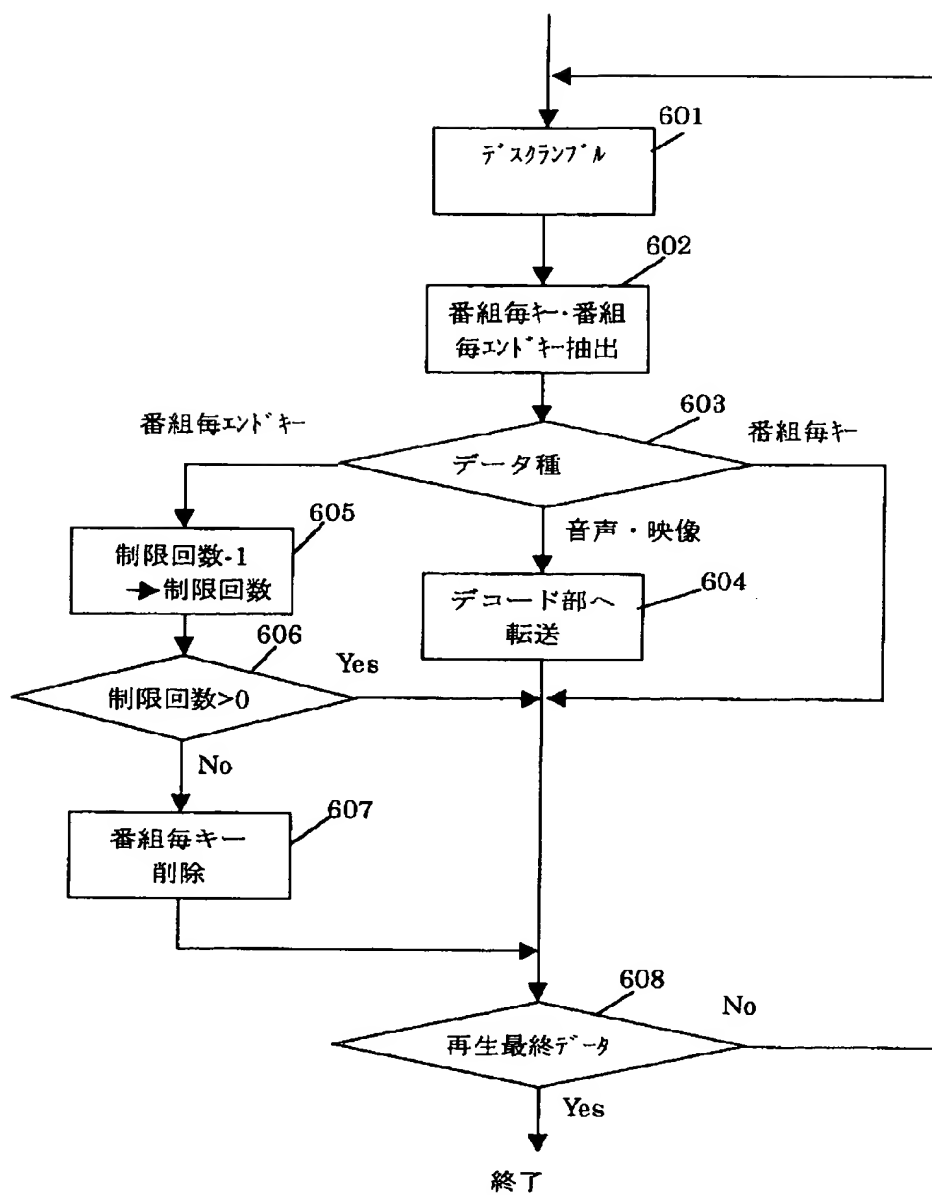 601
ﾃﾞｽｸﾗﾝﾌﾞﾙ
602
番組毎キー・番組
毎ｴﾝﾄﾞｷｰ抽出
603
番組毎ｴﾝﾄﾞｷｰ
番組毎ｷｰ
データ種
605
音声・映像
制限回数-1
→制限回数
604
デコード部へ
転送
606
Yes
制限回数>0
No
607
番組毎キー
削除
608
No
再生最終ﾃﾞｰﾀ
Yes
終了